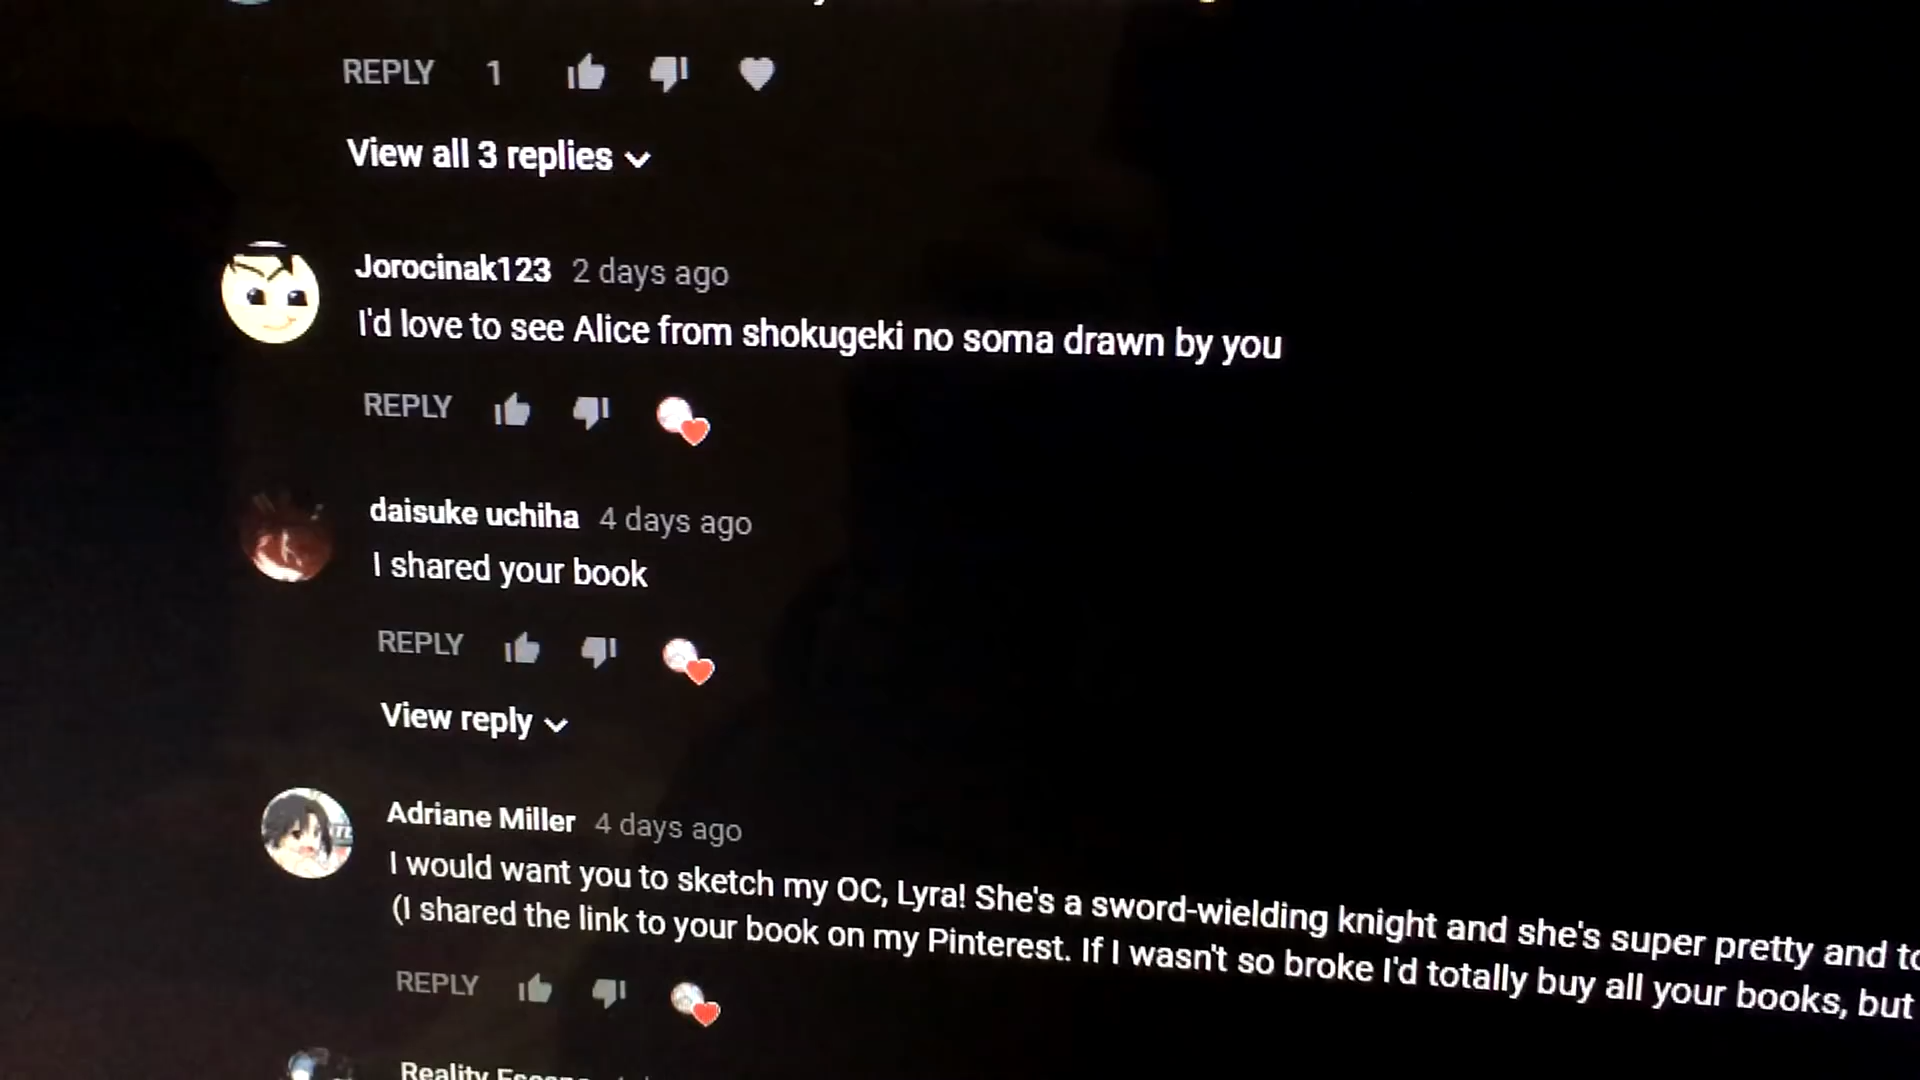 REPLY 1
View all 3 replies
Jorocinak123 2 days ago
I'd love to see Alice from shokugeki no soma drawn by you
REPLY
daisuke uchiha 4 days ago
I shared your book
REPLY
View reply
Adriane Miller 4 days ago
I would want you to sketch my OC, Lyra! She's a sword-wielding knight and she's super pretty and
(I shared the link to your book on my Pinterest. If I wasn't so broke I'd totally buy all your books, but
REPLY
Reality